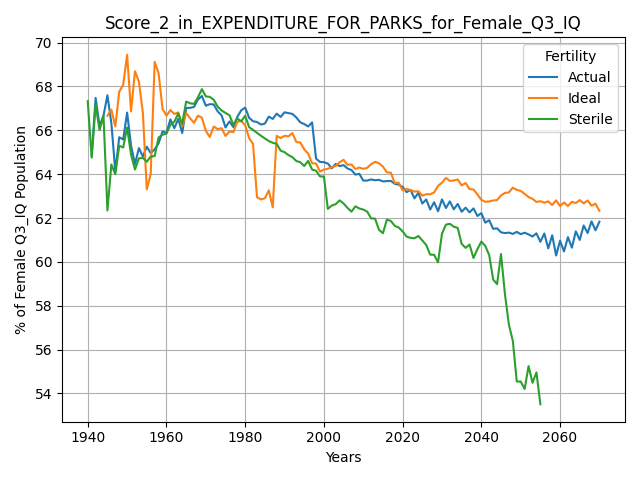 Score_2_in_EXPENDITURE_FOR_PARKS_for_Female_Q3_IQ
Fertility
Actual
Ideal
Sterile
% of Female Q3_IQ Population
70
68
66
64
62
60
58
56
54
1940
1960
1980
2000
2020
2040
2060
Years